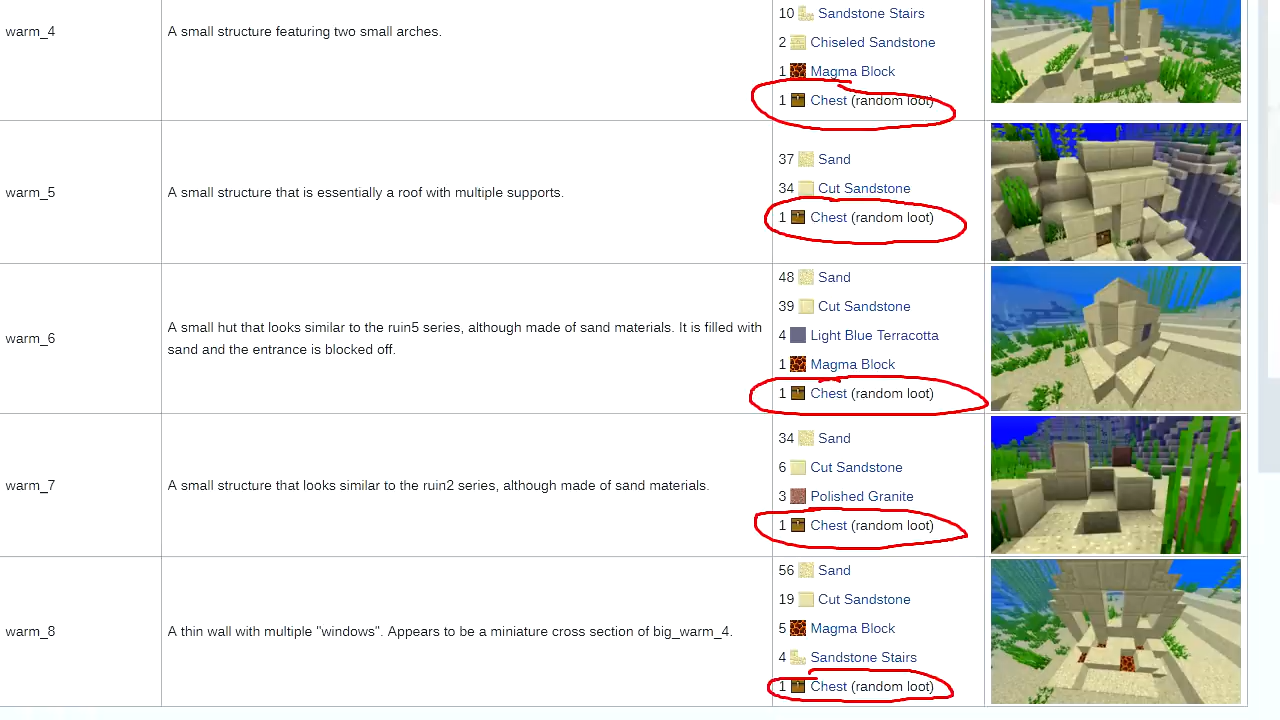 10 Sandstone Stairs
warm_4
A small structure featuring two small arches.
2 Chiseled Sandstone
1 Magma Block
1 Chest (random loot)
37 Sand
warm_5
A small structure that is essentially a roof with multiple supports.
34 Cut Sandstone
1 Chest (random loot)
48 Sand
39 Cut Sandstone
warm_6
A small hut that looks similar to the ruin5 series, although made of sand materials. It is filled with
sand and the entrance is blocked off.
4 Light Blue Terracotta
1 Magma Block
1 Chest (random loot)
34 Sand
6 Cut Sandstone
warm_7
A small structure that looks similar to the ruin2 series, although made of sand materials.
3 Polished Granite
1 Chest (random loot)
56 Sand
19 Cut Sandstone
warm_8
A thin wall with multiple "windows". Appears to be a miniature cross section of big_warm_4.
5 Magma Block
4 Sandstone Stairs
1 Chest (random loot)